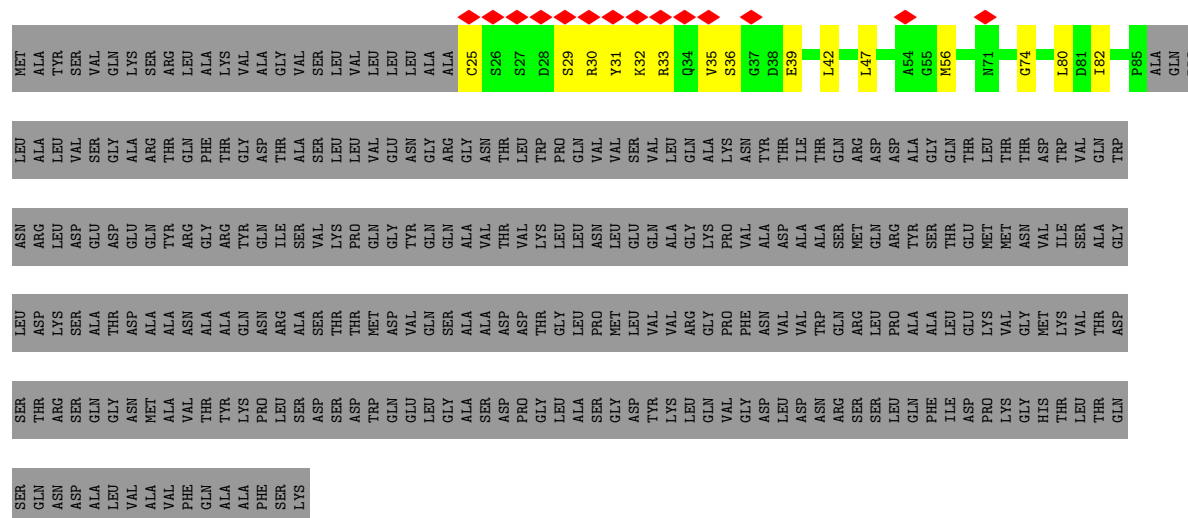 MET ALA TYR SER VAL GLN LYS SER ARG LEU ALA LYS VAL ALA GLY VAL SER LEU VAL LEU LEU LEU ALA ALA C25 S26 S27 D28 S29 R30 Y31 K32 R33 Q34 V35 S36 G37 D38 E39 L42 L47 A54 G55 M56 N71 G74 L80 D81 I82 P85 ALA GLN
LEU ALA LEU VAL SER GLY ALA ARG THR GLN PHE THR GLY ASP THR ALA SER LEU LEU VAL GLU ASN GLY ARG GLY ASN THR LEU TRP PRO GLN VAL VAL SER VAL LEU GLN ALA LYS ASN TYR THR ILE THR GLN ARG ASP ASP ALA GLY GLN THR LEU THR THR ASP TRP VAL GLN TRP
ASN ARG LEU ASP GLU ASP GLU GLN TYR ARG GLY ARG TYR GLN ILE SER VAL LYS PRO GLN GLY TYR GLN GLN ALA VAL THR VAL LYS LEU LEU ASN LEU GLU GLN ALA GLY LYS PRO VAL ALA ASP ALA ALA SER MET GLN ARG TYR SER THR GLU MET MET ASN VAL ILE SER ALA GLY
LEU ASP LYS SER ALA THR ASP ALA ALA ASN ALA ALA GLN ASN ARG ALA SER THR THR MET ASP VAL GLN SER ALA ALA ASP ASP THR GLY LEU PRO MET LEU VAL VAL ARG GLY PRO PHE ASN VAL VAL TRP GLN ARG LEU PRO ALA ALA LEU GLU LYS VAL GLY MET LYS VAL THR ASP
SER THR ARG SER GLN GLY ASN MET ALA VAL THR TYR LYS PRO LEU SER ASP SER ASP TRP GLN GLU LEU GLY ALA SER ASP PRO GLY LEU ALA SER GLY ASP TYR LYS LEU GLN VAL GLY ASP LEU ASP ASN ARG SER SER LEU GLN PHE ILE ASP PRO LYS GLY HIS THR LEU THR GLN
SER GLN ASN ASP ALA LEU VAL ALA VAL PHE GLN ALA ALA PHE SER LYS